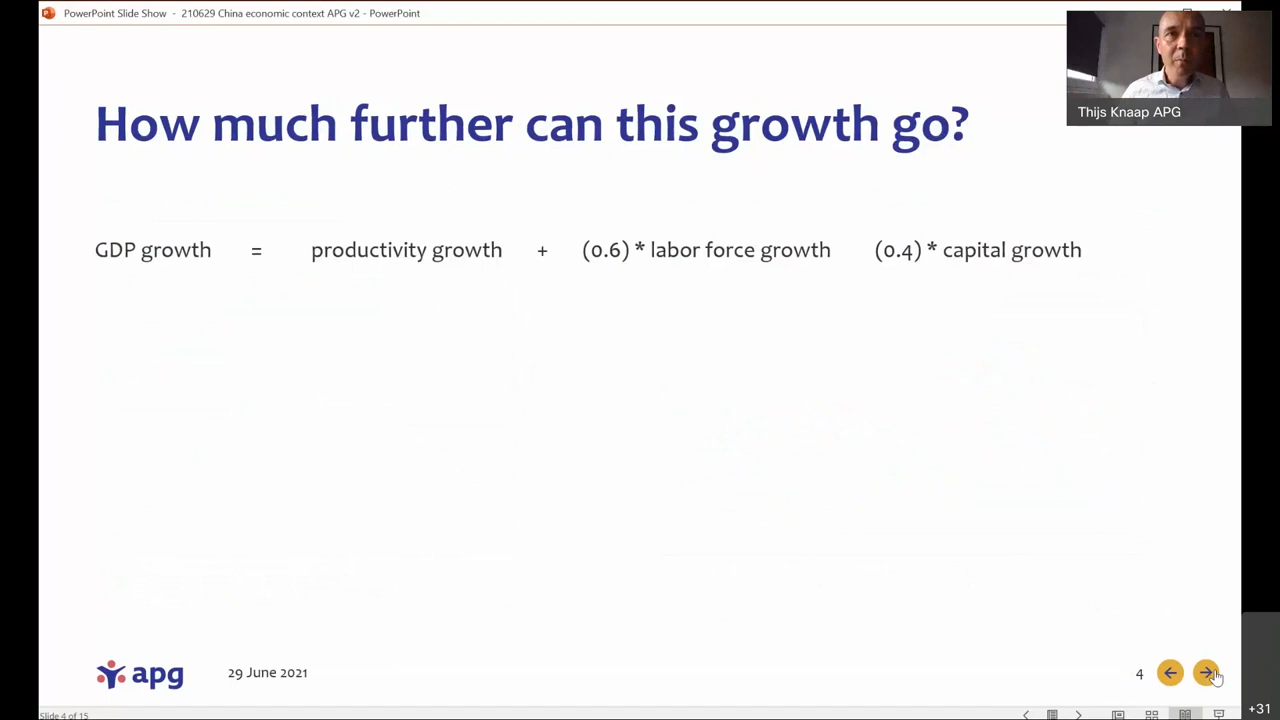 PowerPoint Slide Show - 210629 China economic context APG v2 - PowerPoint
Thijs Knaap APG
How much further can this growth go?
GDP growth = productivity growth + (0.6) * labor force growth (0.4) * capital growth
apg 29 June 2021 4
Slide 4 of 15
+31